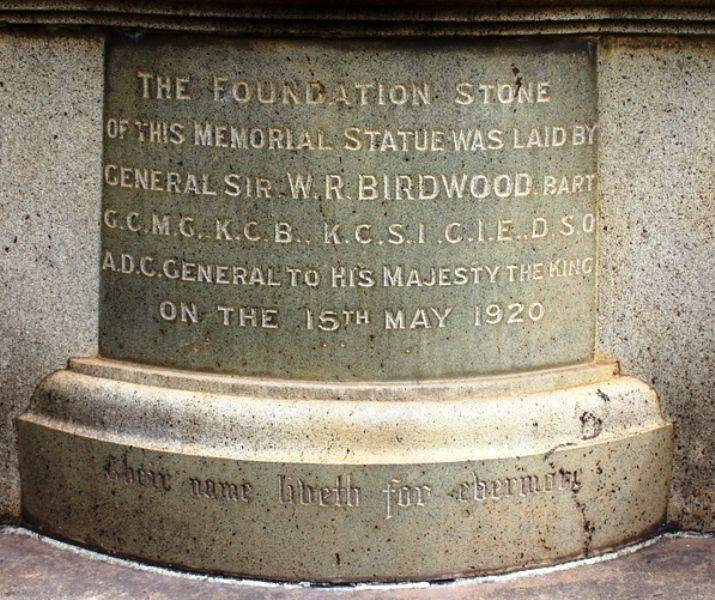 THE FOUNDATION STONE
OF THIS MEMORIAL STATUE WAS LAID BY
GENERAL SIR W.R.BIRDWOOD. BART
G.C.M.G., K.C.B., K.C.S.I.,C.I.E.,D.S.O
A.D.C.GENERAL TO HIS MAJESTY THE KING
ON THE 15TH MAY 1920
Their name liveth for evermore